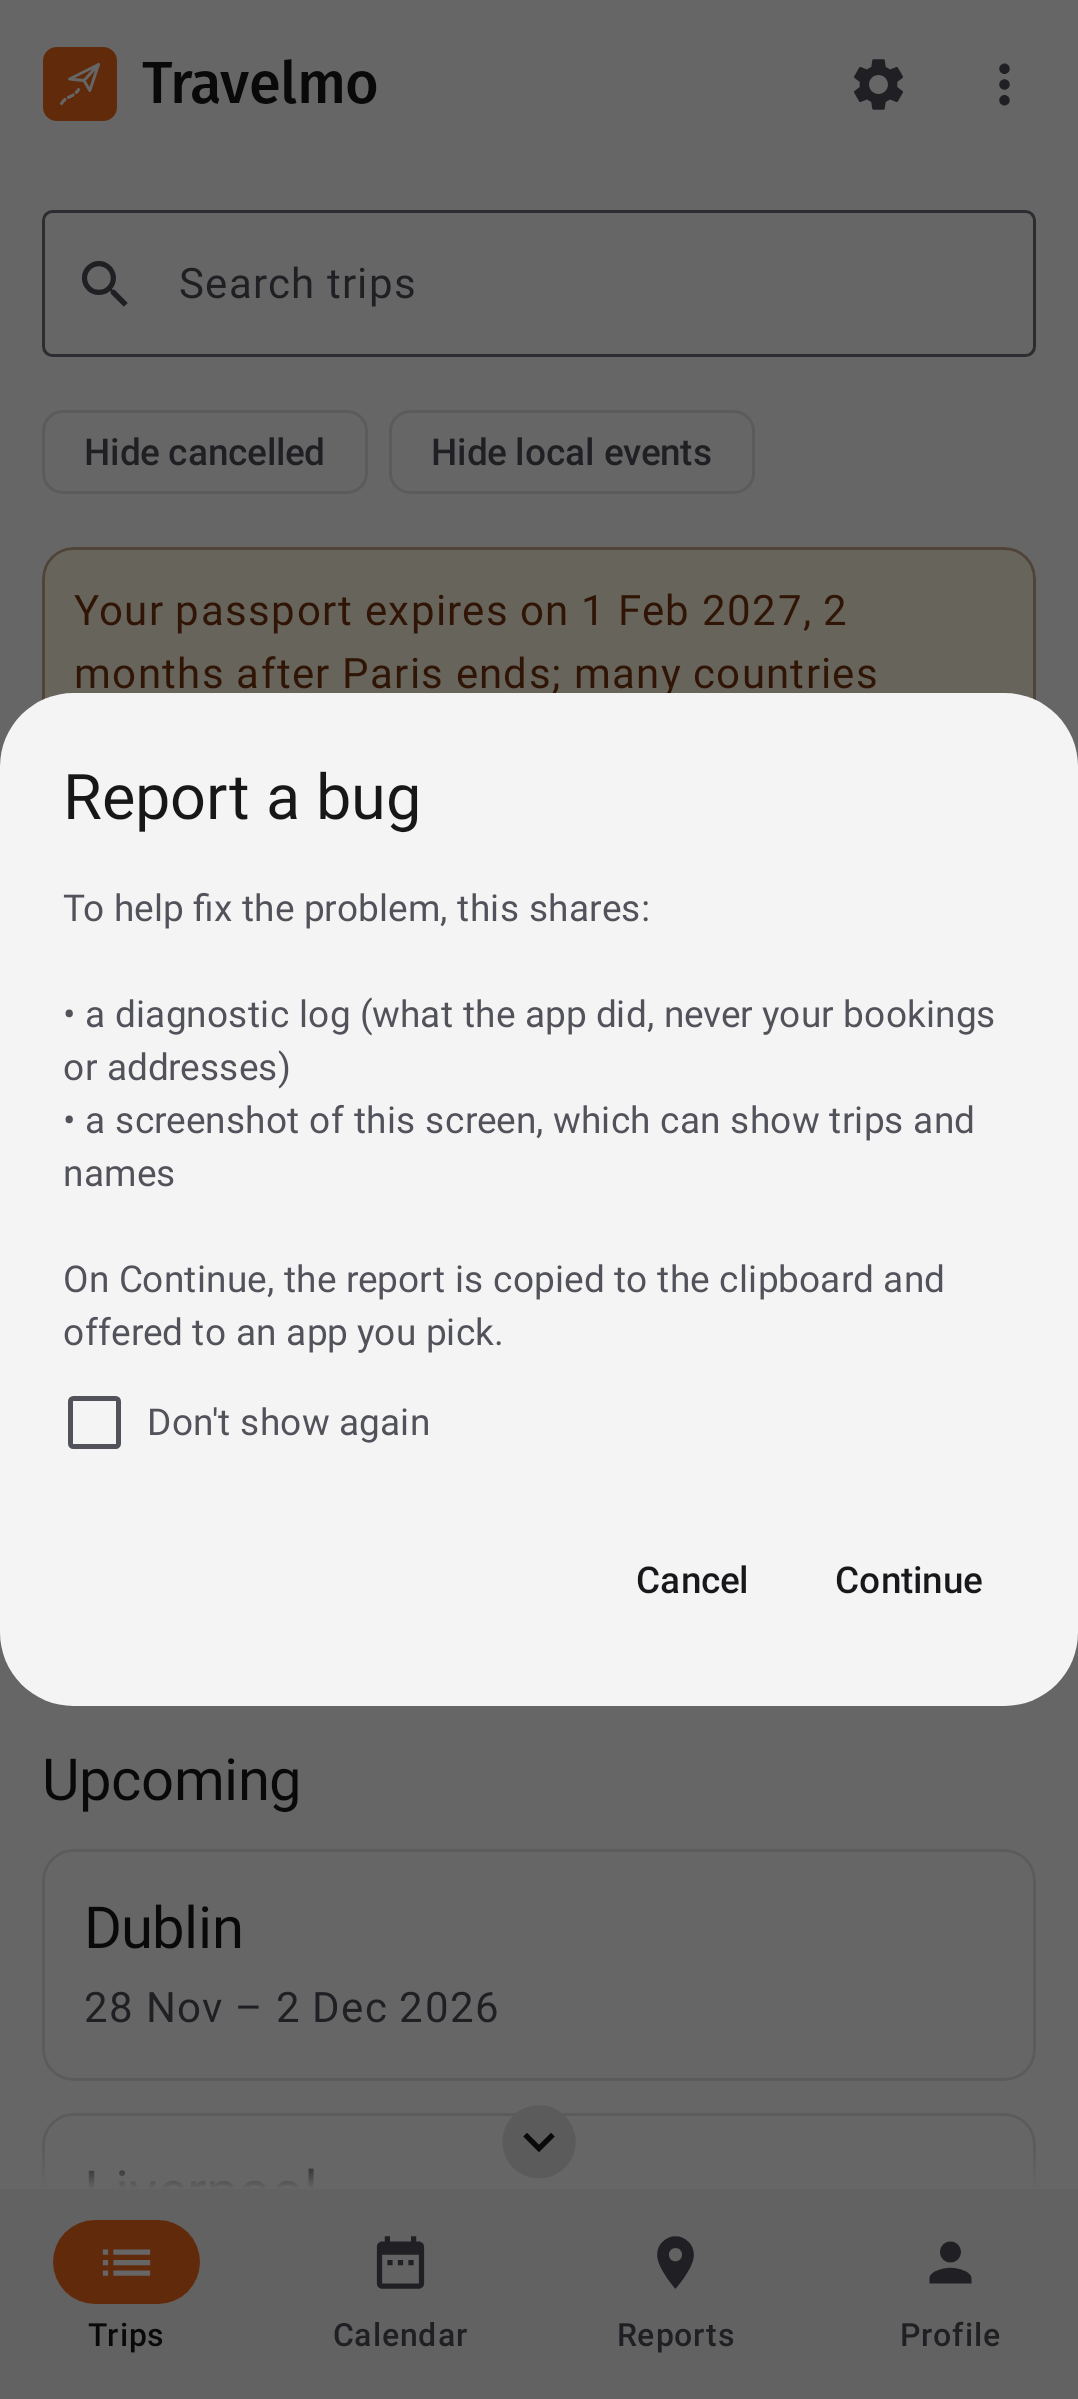 Travelmo
Search trips
Hide cancelled
Hide local events
Your passport expires on 1 Feb 2027, 2
months after Paris ends; many countries
Report a bug
To help fix the problem, this shares:
• a diagnostic log (what the app did, never your bookings
or addresses)
• a screenshot of this screen, which can show trips and
names
On Continue, the report is copied to the clipboard and
offered to an app you pick.
Don't show again
Cancel
Continue
Upcoming
Dublin
28 Nov – 2 Dec 2026
Liverpool
Trips
Calendar
Reports
Profile